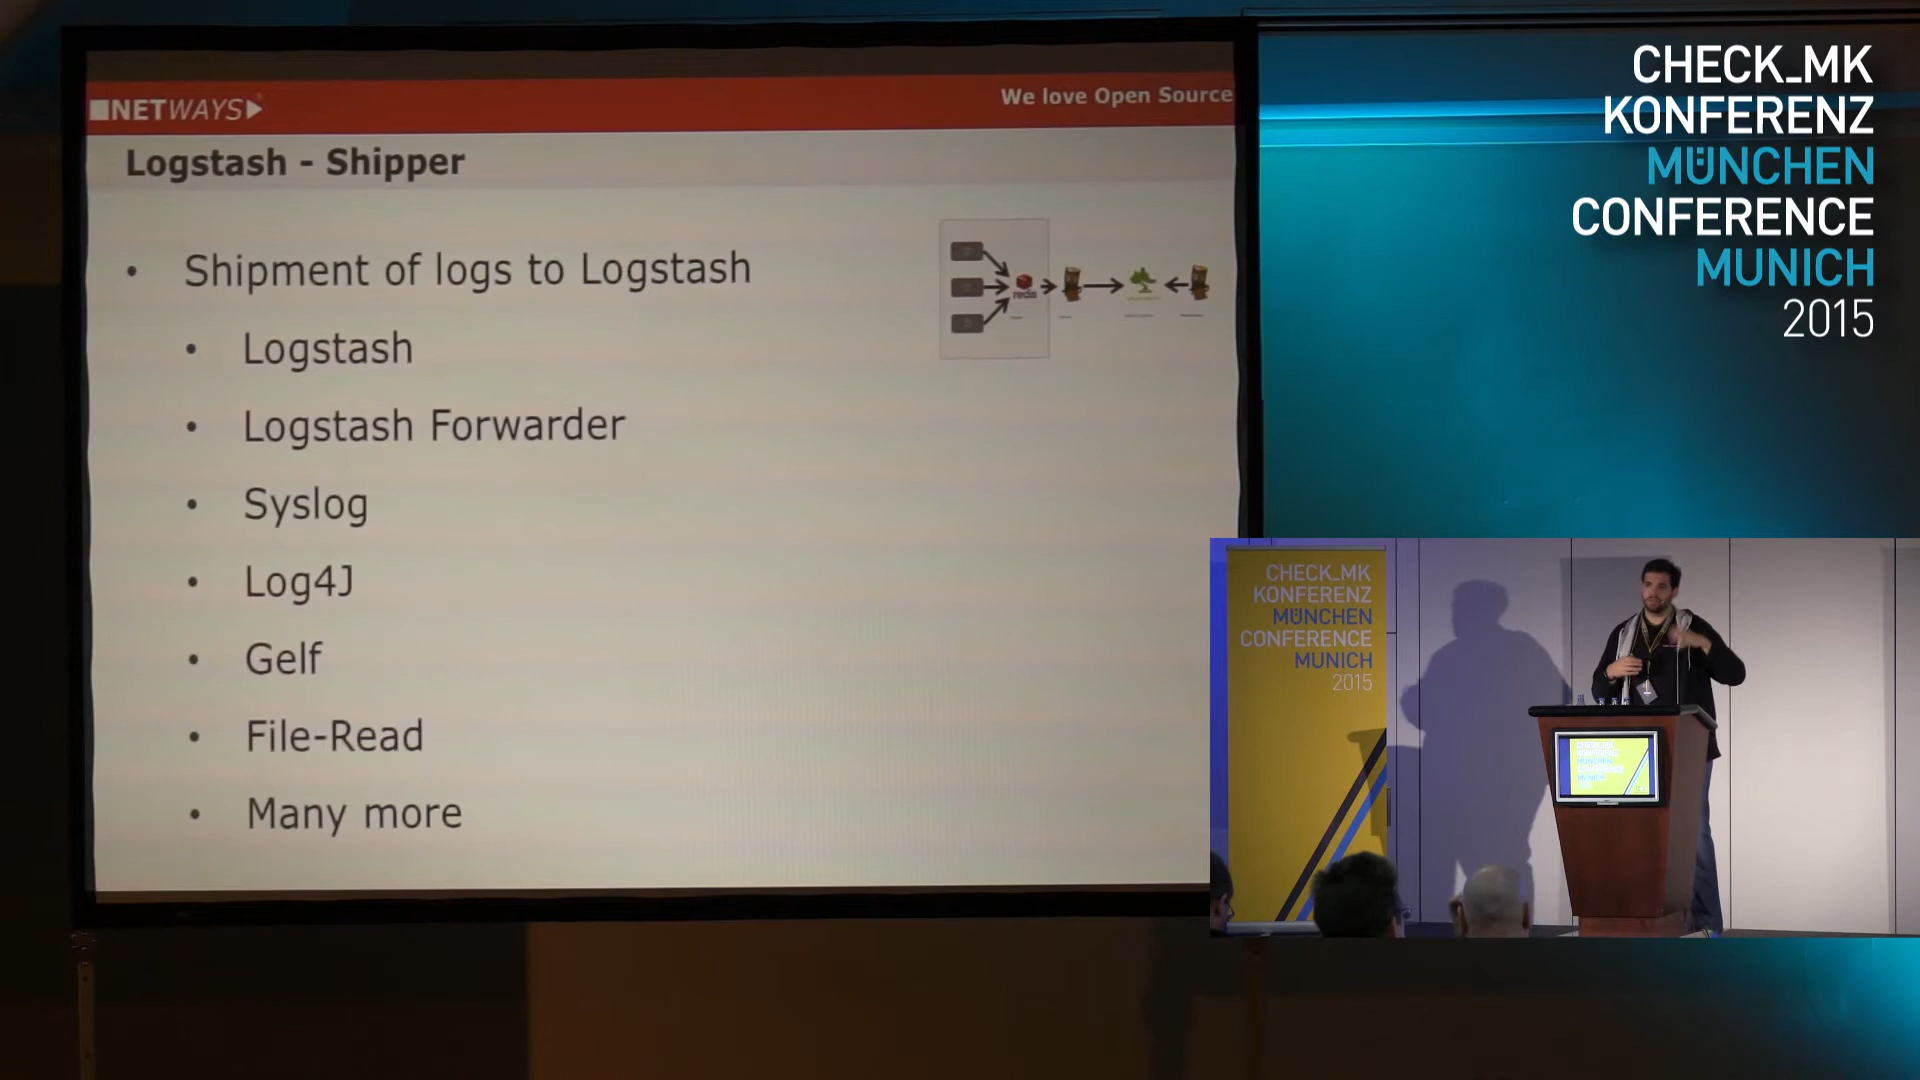 NETWAYS
We love Open Source
Logstash - Shipper
• Shipment of logs to Logstash
• Logstash
• Logstash Forwarder
• Syslog
• Log4J
• Gelf
• File-Read
• Many more
redis
CHECK_MK
KONFERENZ
MÜNCHEN
CONFERENCE
MUNICH
2015
CHECK_MK
KONFERENZ
MÜNCHEN
CONFERENCE
MUNICH
2015